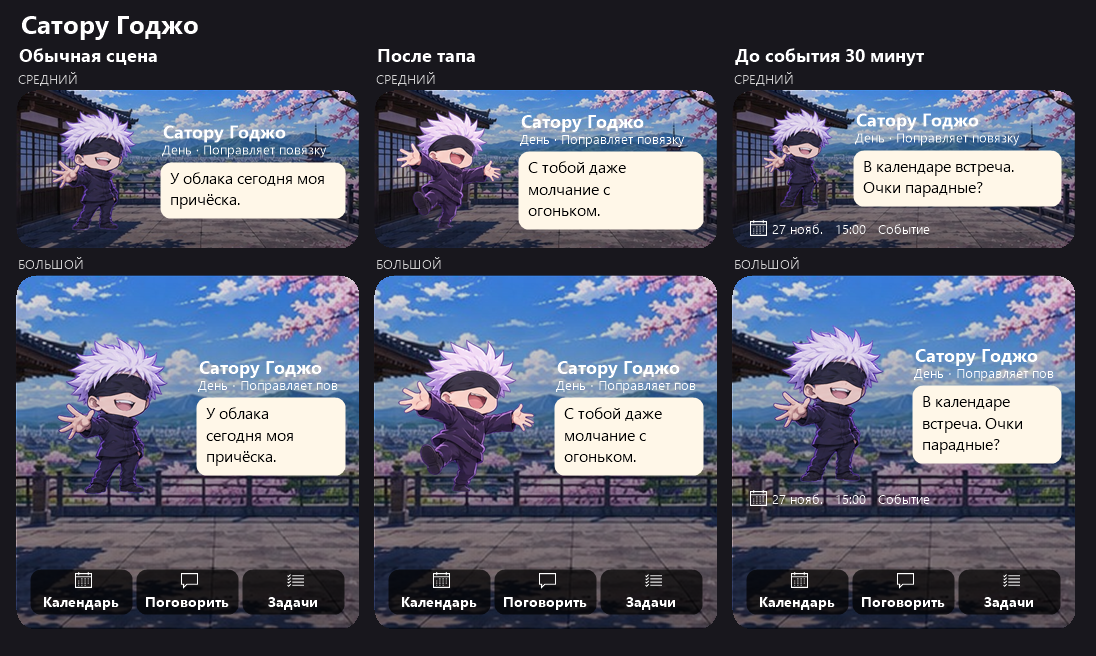 Сатору Годжо
Обычная сцена
После тапа
До события 30 минут
СРЕДНИЙ
СРЕДНИЙ
СРЕДНИЙ
Сатору Годжо
День · Поправляет повязку
У облака сегодня моя
причёска.
Сатору Годжо
День · Поправляет повязку
С тобой даже
молчание с
огоньком.
Сатору Годжо
День · Поправляет повязку
В календаре встреча.
Очки парадные?
27 нояб. 15:00 Событие
БОЛЬШОЙ
БОЛЬШОЙ
БОЛЬШОЙ
Сатору Годжо
День · Поправляет пов
У облака
сегодня моя
причёска.
Календарь
Поговорить
Задачи
Сатору Годжо
День · Поправляет пов
С тобой даже
молчание с
огоньком.
Календарь
Поговорить
Задачи
Сатору Годжо
День · Поправляет пов
В календаре
встреча. Очки
парадные?
27 нояб. 15:00 Событие
Календарь
Поговорить
Задачи